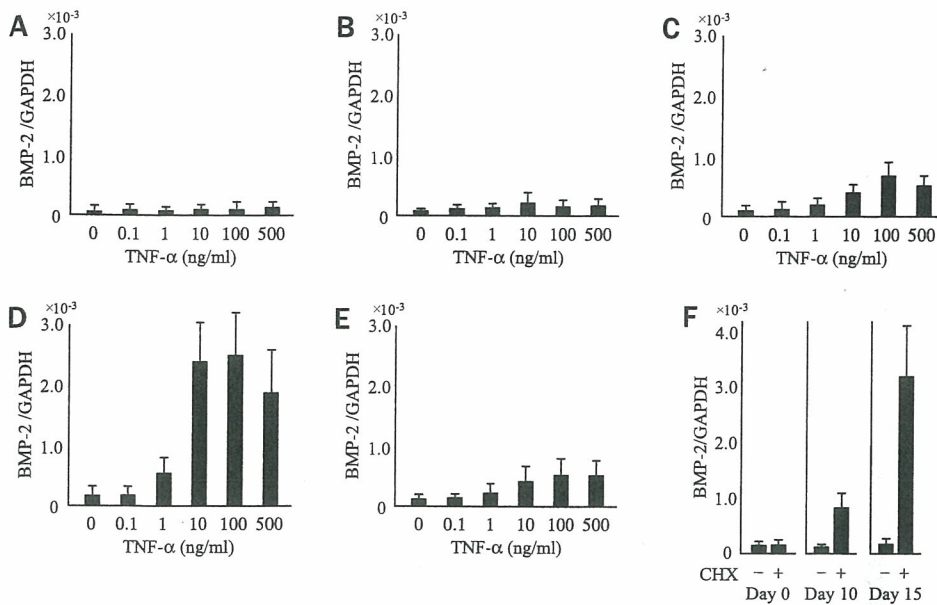 A
×10⁻³
3.0
2.0
1.0
0
BMP-2 /GAPDH
0 0.1 1 10 100 500
TNF-α (ng/ml)
B
×10⁻³
3.0
2.0
1.0
0
BMP-2 /GAPDH
0 0.1 1 10 100 500
TNF-α (ng/ml)
C
×10⁻³
3.0
2.0
1.0
0
BMP-2 /GAPDH
0 0.1 1 10 100 500
TNF-α (ng/ml)
D
×10⁻³
3.0
2.0
1.0
0
BMP-2 /GAPDH
0 0.1 1 10 100 500
TNF-α (ng/ml)
E
×10⁻³
3.0
2.0
1.0
0
BMP-2 /GAPDH
0 0.1 1 10 100 500
TNF-α (ng/ml)
F
×10⁻³
4.0
3.0
2.0
1.0
0
BMP-2/GAPDH
CHX − + − + − +
Day 0 Day 10 Day 15